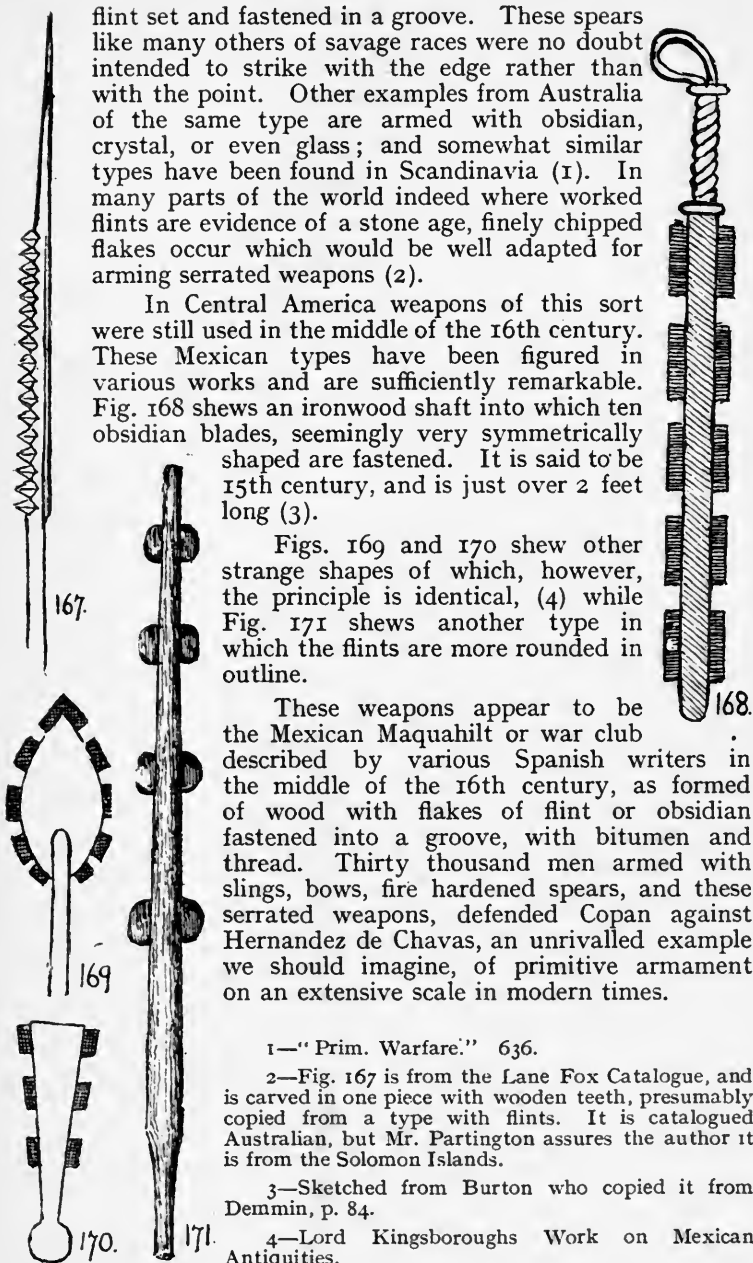 flint set and fastened in a groove. These spears
like many others of savage races were no doubt
intended to strike with the edge rather than
with the point. Other examples from Australia
of the same type are armed with obsidian,
crystal, or even glass; and somewhat similar
types have been found in Scandinavia (1). In
many parts of the world indeed where worked
flints are evidence of a stone age, finely chipped
flakes occur which would be well adapted for
arming serrated weapons (2).
In Central America weapons of this sort
were still used in the middle of the 16th century.
These Mexican types have been figured in
various works and are sufficiently remarkable.
Fig. 168 shews an ironwood shaft into which ten
obsidian blades, seemingly very symmetrically
shaped are fastened. It is said to be
15th century, and is just over 2 feet
long (3).
Figs. 169 and 170 shew other
strange shapes of which, however,
the principle is identical, (4) while
Fig. 171 shews another type in
which the flints are more rounded in
outline.
These weapons appear to be
the Mexican Maquahilt or war club
described by various Spanish writers in
the middle of the 16th century, as formed
of wood with flakes of flint or obsidian
fastened into a groove, with bitumen and
thread. Thirty thousand men armed with
slings, bows, fire hardened spears, and these
serrated weapons, defended Copan against
Hernandez de Chavas, an unrivalled example
we should imagine, of primitive armament
on an extensive scale in modern times.
1—“Prim. Warfare.” 636.
2—Fig. 167 is from the Lane Fox Catalogue, and
is carved in one piece with wooden teeth, presumably
copied from a type with flints. It is catalogued
Australian, but Mr. Partington assures the author it
is from the Solomon Islands.
3—Sketched from Burton who copied it from
Demmin, p. 84.
4—Lord Kingsboroughs Work on Mexican
Antiquities.
167.
168.
169
170.
171.